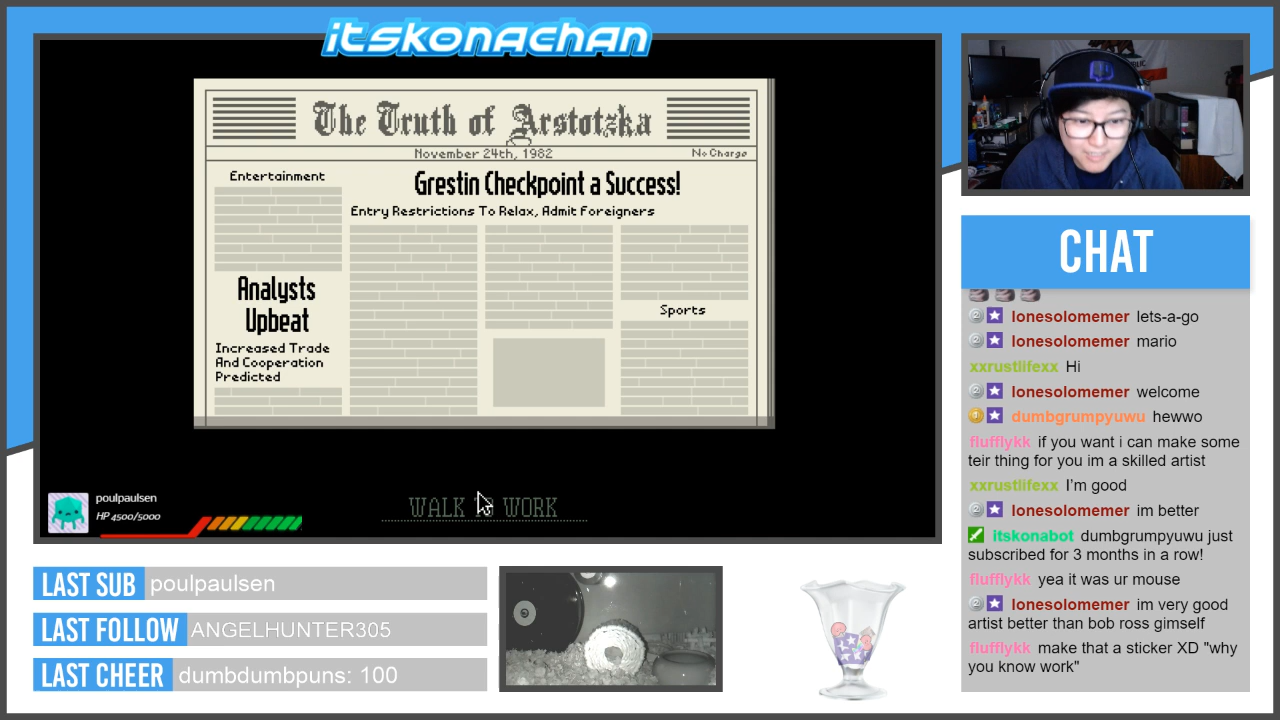 itskonachan
The Truth of Arstotzka
November 24th, 1982
No Charge
Entertainment
Grestin Checkpoint a Success!
Entry Restrictions To Relax, Admit Foreigners
Analysts
Upbeat
Increased Trade
And Cooperation
Predicted
Sports
WALK TO WORK
poulpaulsen
HP 4500/5000
LAST SUB poulpaulsen
LAST FOLLOW ANGELHUNTER305
LAST CHEER dumbdumbpuns: 100
CHAT
lonesolomemer lets-a-go
lonesolomemer mario
xxrustlifexx Hi
lonesolomemer welcome
dumbgrumpyuwu hewwo
flufflykk if you want i can make some
teir thing for you im a skilled artist
xxrustlifexx I'm good
lonesolomemer im better
itskonabot dumbgrumpyuwu just
subscribed for 3 months in a row!
flufflykk yea it was ur mouse
lonesolomemer im very good
artist better than bob ross gimself
flufflykk make that a sticker XD "why
you know work"